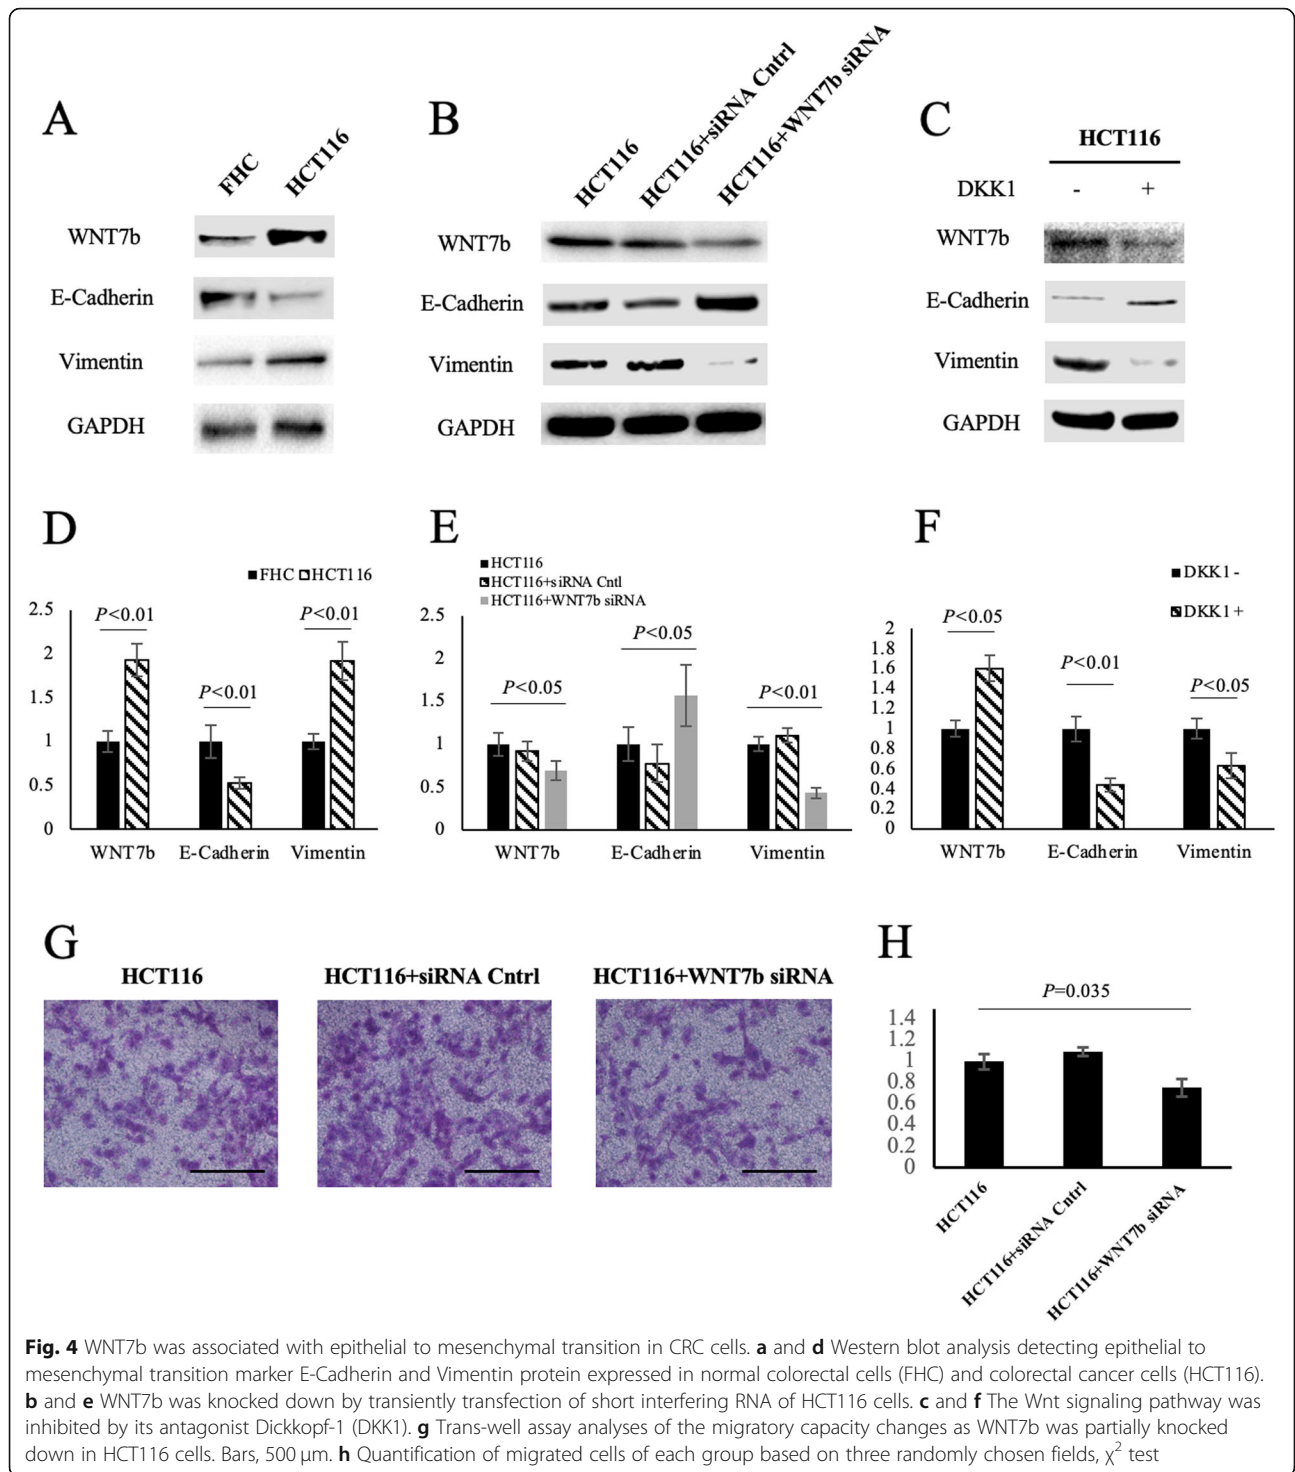 A
FHC
HCT116
WNT7b
E-Cadherin
Vimentin
GAPDH
B
HCT116
HCT116+siRNA Cntrl
HCT116+WNT7b siRNA
WNT7b
E-Cadherin
Vimentin
GAPDH
C
HCT116
DKK1 - +
WNT7b
E-Cadherin
Vimentin
GAPDH
D
FHC HCT116
2.5
2
1.5
1
0.5
0
P<0.01
P<0.01
P<0.01
WNT7b E-Cadherin Vimentin
E
HCT116
HCT116+siRNA Cntl
HCT116+WNT7b siRNA
2.5
2
1.5
1
0.5
0
P<0.05
P<0.05
P<0.01
WNT7b E-Cadherin Vimentin
F
DKK1 -
DKK1 +
2
1.8
1.6
1.4
1.2
1
0.8
0.6
0.4
0.2
0
P<0.05
P<0.01
P<0.05
WNT7b E-Cadherin Vimentin
G
HCT116 HCT116+siRNA Cntrl HCT116+WNT7b siRNA
H
P=0.035
1.4
1.2
1
0.8
0.6
0.4
0.2
0
HCT116
HCT116+siRNA Cntrl
HCT116+WNT7b siRNA
Fig. 4 WNT7b was associated with epithelial to mesenchymal transition in CRC cells. a and d Western blot analysis detecting epithelial to
mesenchymal transition marker E-Cadherin and Vimentin protein expressed in normal colorectal cells (FHC) and colorectal cancer cells (HCT116).
b and e WNT7b was knocked down by transiently transfection of short interfering RNA of HCT116 cells. c and f The Wnt signaling pathway was
inhibited by its antagonist Dickkopf-1 (DKK1). g Trans-well assay analyses of the migratory capacity changes as WNT7b was partially knocked
down in HCT116 cells. Bars, 500 μm. h Quantification of migrated cells of each group based on three randomly chosen fields, χ² test